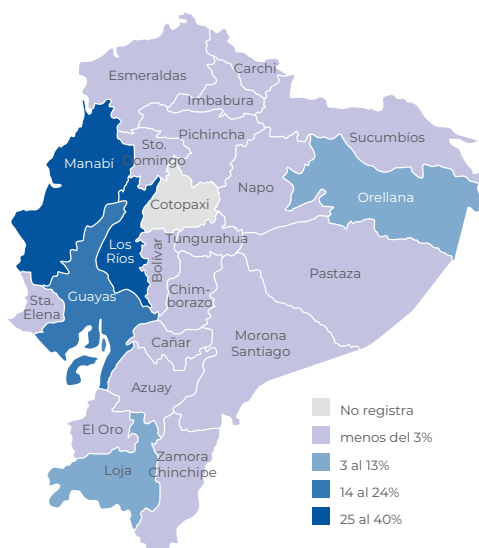 Esmeraldas
Carchi
Imbabura
Pichincha
Sto.
Domingo
Sucumbíos
Manabí
Napo
Orellana
Cotopaxi
Los
Ríos
Bolívar
Tungurahua
Pastaza
Sta.
Elena
Guayas
Chim-
borazo
Cañar
Morona
Santiago
Azuay
El Oro
Loja
Zamora
Chinchipe
No registra
menos del 3%
3 al 13%
14 al 24%
25 al 40%